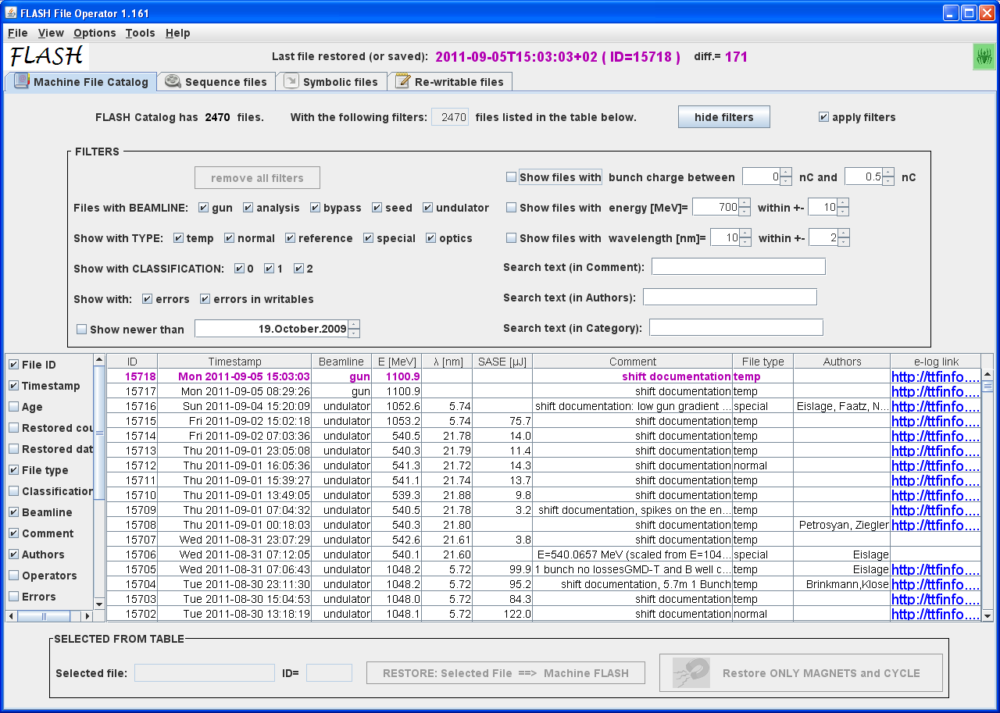 FLASH File Operator 1.161
File View Options Tools Help
FLASH Last file restored (or saved): 2011-09-05T15:03:03+02 ( ID=15718 ) diff.= 171
Machine File Catalog Sequence files Symbolic files Re-writable files
FLASH Catalog has 2470 files. With the following filters: 2470 files listed in the table below. hide filters apply filters
FILTERS
remove all filters Show files with bunch charge between 0 nC and 0.5 nC
Files with BEAMLINE: gun analysis bypass seed undulator Show files with energy [MeV]= 700 within +- 10
Show with TYPE: temp normal reference special optics Show files with wavelength [nm]= 10 within +- 2
Show with CLASSIFICATION: 0 1 2 Search text (in Comment):
Show with: errors errors in writables Search text (in Authors):
Show newer than 19.October.2009 Search text (in Category):
File ID
Timestamp
Age
Restored cou
Restored dat
File type
Classification
Beamline
Comment
Authors
Operators
Errors
ID Timestamp Beamline E [MeV] λ [nm] SASE [µJ] Comment File type Authors e-log link
15718 Mon 2011-09-05 15:03:03 gun 1100.9 shift documentation temp http://ttfinfo....
15717 Mon 2011-09-05 08:29:26 gun 1100.9 shift documentation temp http://ttfinfo....
15716 Sun 2011-09-04 15:20:09 undulator 1052.6 5.74 shift documentation: low gun gradient ... special Eislage, Faatz, N... http://ttfinfo....
15715 Fri 2011-09-02 15:02:18 undulator 1053.2 5.74 75.7 shift documentation temp http://ttfinfo....
15714 Fri 2011-09-02 07:03:36 undulator 540.5 21.78 14.0 shift documentation temp http://ttfinfo....
15713 Thu 2011-09-01 23:05:08 undulator 540.3 21.79 11.4 shift documentation temp http://ttfinfo....
15712 Thu 2011-09-01 16:05:36 undulator 541.3 21.72 14.3 shift documentation normal http://ttfinfo....
15711 Thu 2011-09-01 15:39:27 undulator 541.1 21.74 13.7 shift documentation temp http://ttfinfo....
15710 Thu 2011-09-01 13:49:05 undulator 539.3 21.88 9.8 shift documentation temp http://ttfinfo....
15709 Thu 2011-09-01 07:04:32 undulator 540.5 21.78 3.2 shift documentation, spikes on the en... temp http://ttfinfo....
15708 Thu 2011-09-01 00:18:03 undulator 540.3 21.80 shift documentation temp Petrosyan, Ziegler http://ttfinfo....
15707 Wed 2011-08-31 23:07:29 undulator 542.6 21.61 3.8 shift documentation temp
15706 Wed 2011-08-31 07:12:05 undulator 540.1 21.60 E=540.0657 MeV (scaled from E=104... special Eislage
15705 Wed 2011-08-31 07:06:43 undulator 1048.2 5.72 99.9 1 bunch no lossesGMD-T and B well c... temp Eislage http://ttfinfo....
15704 Tue 2011-08-30 23:11:30 undulator 1048.2 5.72 95.2 shift documentation, 5.7m 1 Bunch temp Brinkmann,Klose http://ttfinfo....
15703 Tue 2011-08-30 15:04:53 undulator 1048.0 5.72 84.3 shift documentation temp http://ttfinfo....
15702 Tue 2011-08-30 13:18:19 undulator 1048.1 5.72 122.0 shift documentation normal http://ttfinfo....
SELECTED FROM TABLE
Selected file: ID= RESTORE: Selected File ==> Machine FLASH Restore ONLY MAGNETS and CYCLE